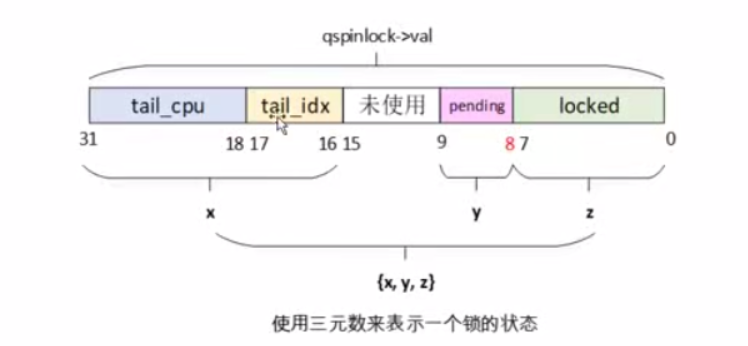 qspinlock->val
tail_cpu tail_idx 未使用 pending locked
31 18 17 16 15 9 8 7 0
x y z
{x, y, z}
使用三元数来表示一个锁的状态